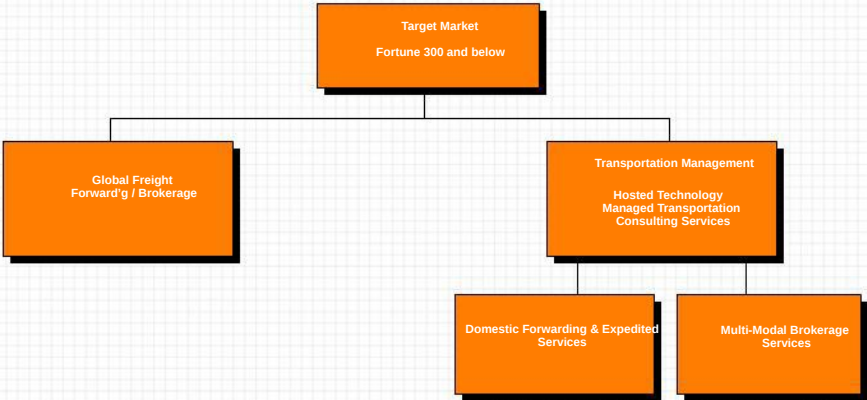 Target Market
Fortune 300 and below
Global Freight
Forward'g / Brokerage
Transportation Management
Hosted Technology
Managed Transportation
Consulting Services
Domestic Forwarding & Expedited
Services
Multi-Modal Brokerage
Services